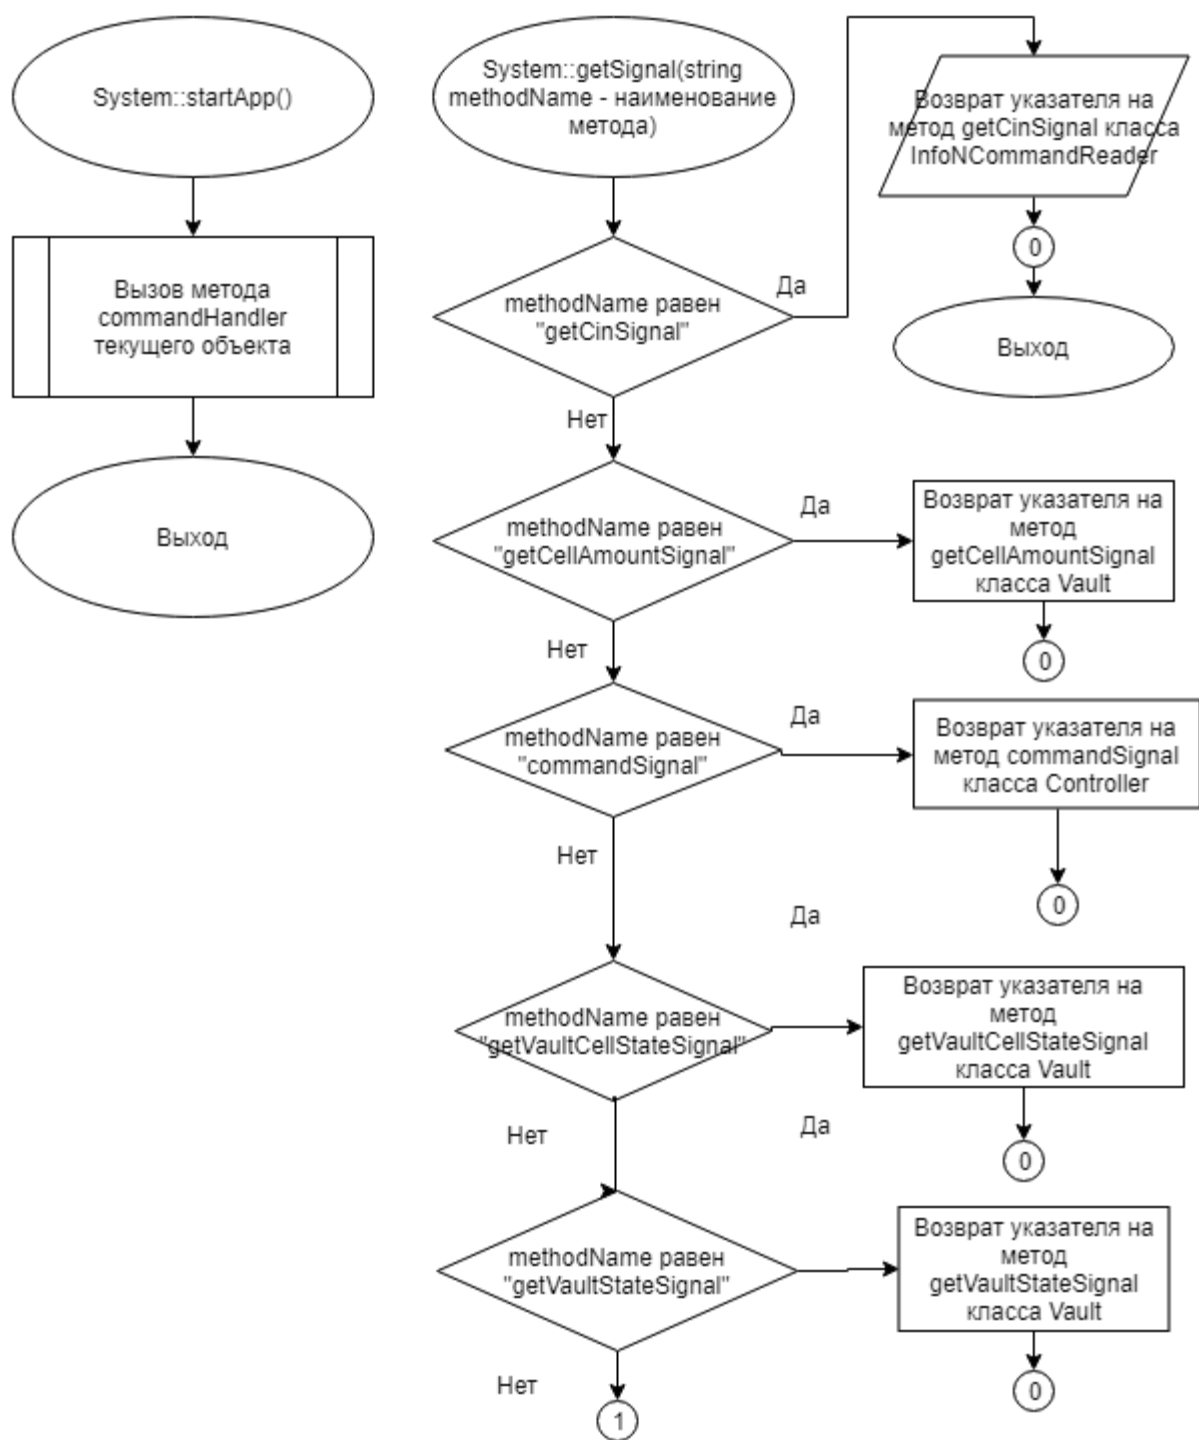 System::startApp()
Вызов метода
commandHandler
текущего объекта
Выход
System::getSignal(string
methodName - наименование
метода)
methodName равен
"getCinSignal"
Да
Возврат указателя на
метод getCinSignal класса
InfoNCommandReader
0
Выход
Нет
methodName равен
"getCellAmountSignal"
Да
Возврат указателя на
метод
getCellAmountSignal
класса Vault
0
Нет
methodName равен
"commandSignal"
Да
Возврат указателя на
метод commandSignal
класса Controller
0
Нет
Да
methodName равен
"getVaultCellStateSignal"
Возврат указателя на
метод
getVaultCellStateSignal
класса Vault
0
Нет
Да
methodName равен
"getVaultStateSignal"
Возврат указателя на
метод
getVaultStateSignal
класса Vault
0
Нет
1